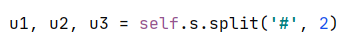 u1, u2, u3 = self.s.split('#', 2)